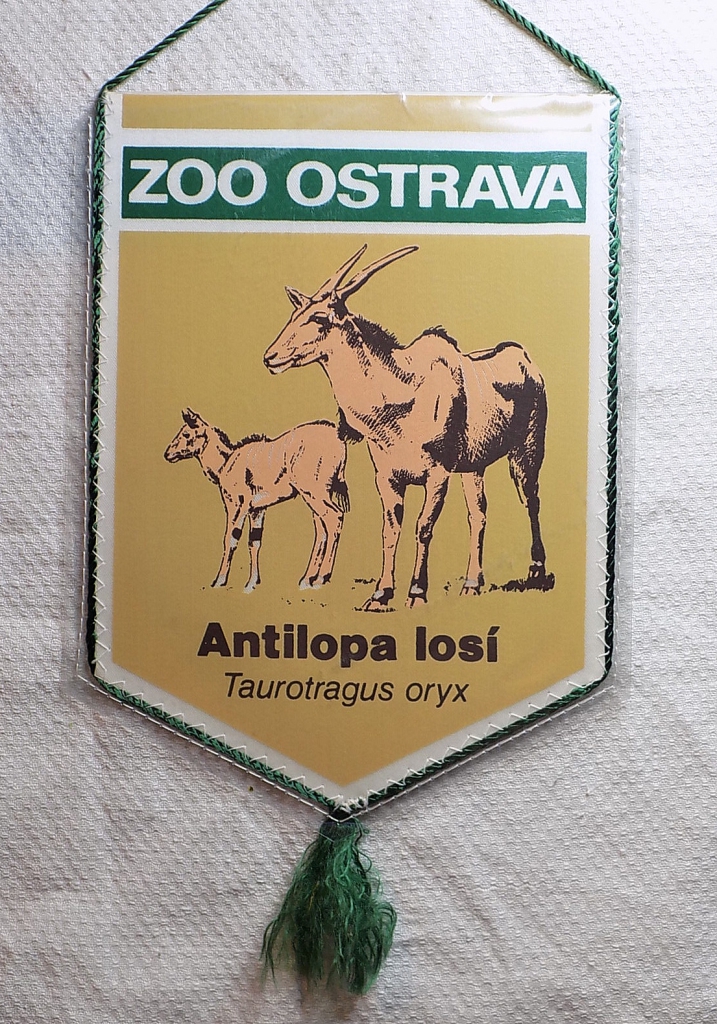 ZOO OSTRAVA
Antilopa losí
Taurotragus oryx